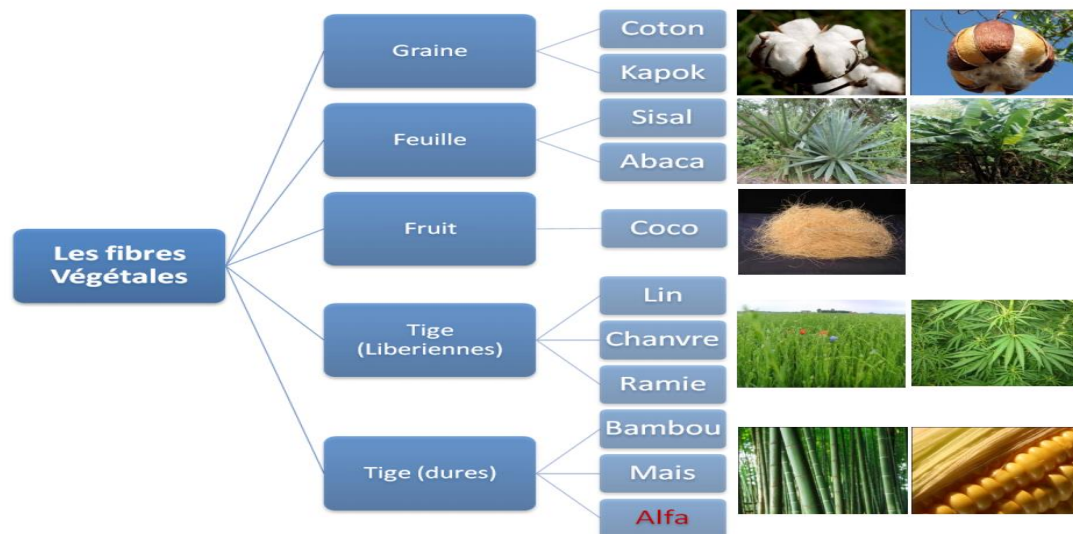 Les fibres
Végétales
Graine
Coton
Kapok
Feuille
Sisal
Abaca
Fruit
Coco
Tige
(Liberiennes)
Lin
Chanvre
Ramie
Tige (dures)
Bambou
Mais
Alfa